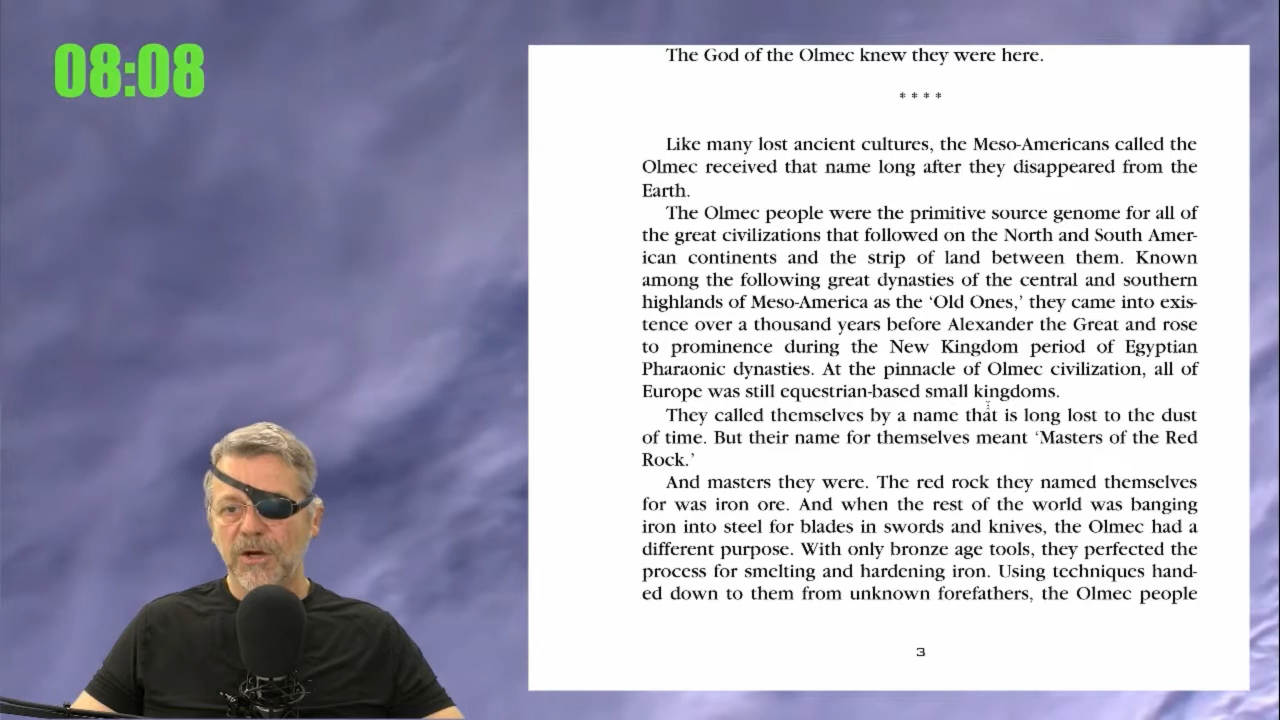 08:08
The God of the Olmec knew they were here.
* * * *
Like many lost ancient cultures, the Meso-Americans called the
Olmec received that name long after they disappeared from the
Earth.
The Olmec people were the primitive source genome for all of
the great civilizations that followed on the North and South Amer-
ican continents and the strip of land between them. Known
among the following great dynasties of the central and southern
highlands of Meso-America as the ‘Old Ones,’ they came into exis-
tence over a thousand years before Alexander the Great and rose
to prominence during the New Kingdom period of Egyptian
Pharaonic dynasties. At the pinnacle of Olmec civilization, all of
Europe was still equestrian-based small kingdoms.
They called themselves by a name that is long lost to the dust
of time. But their name for themselves meant ‘Masters of the Red
Rock.’
And masters they were. The red rock they named themselves
for was iron ore. And when the rest of the world was banging
iron into steel for blades in swords and knives, the Olmec had a
different purpose. With only bronze age tools, they perfected the
process for smelting and hardening iron. Using techniques hand-
ed down to them from unknown forefathers, the Olmec people
3